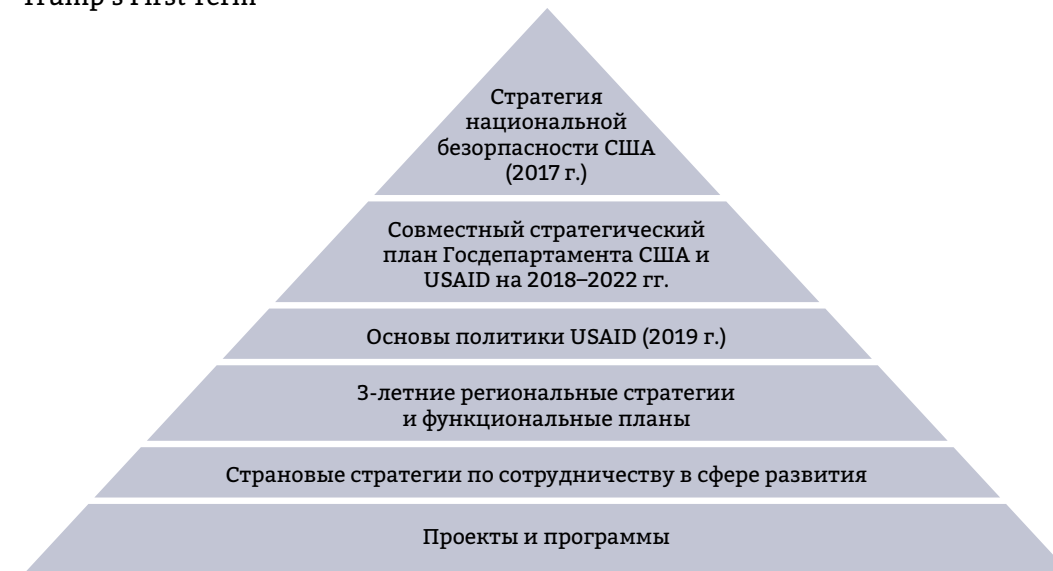 Trump's First Term
Стратегия
национальной
безорпасности США
(2017 г.)
Совместный стратегический
план Госдепартамента США и
USAID на 2018–2022 гг.
Основы политики USAID (2019 г.)
3-летние региональные стратегии
и функциональные планы
Страновые стратегии по сотрудничеству в сфере развития
Проекты и программы